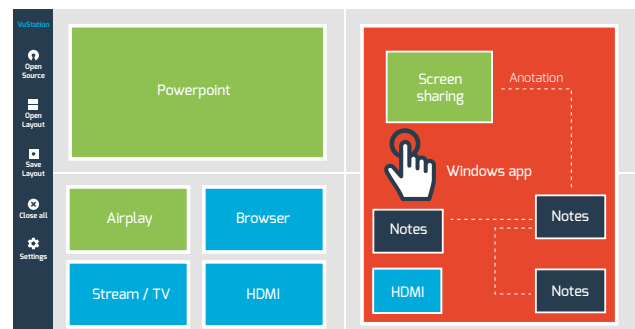 VuStation
Open
Source
Open
Layout
Save
Layout
Close all
Settings
Powerpoint
Airplay
Browser
Stream / TV
HDMI
Screen
sharing
Anotation
Windows app
Notes
Notes
HDMI
Notes